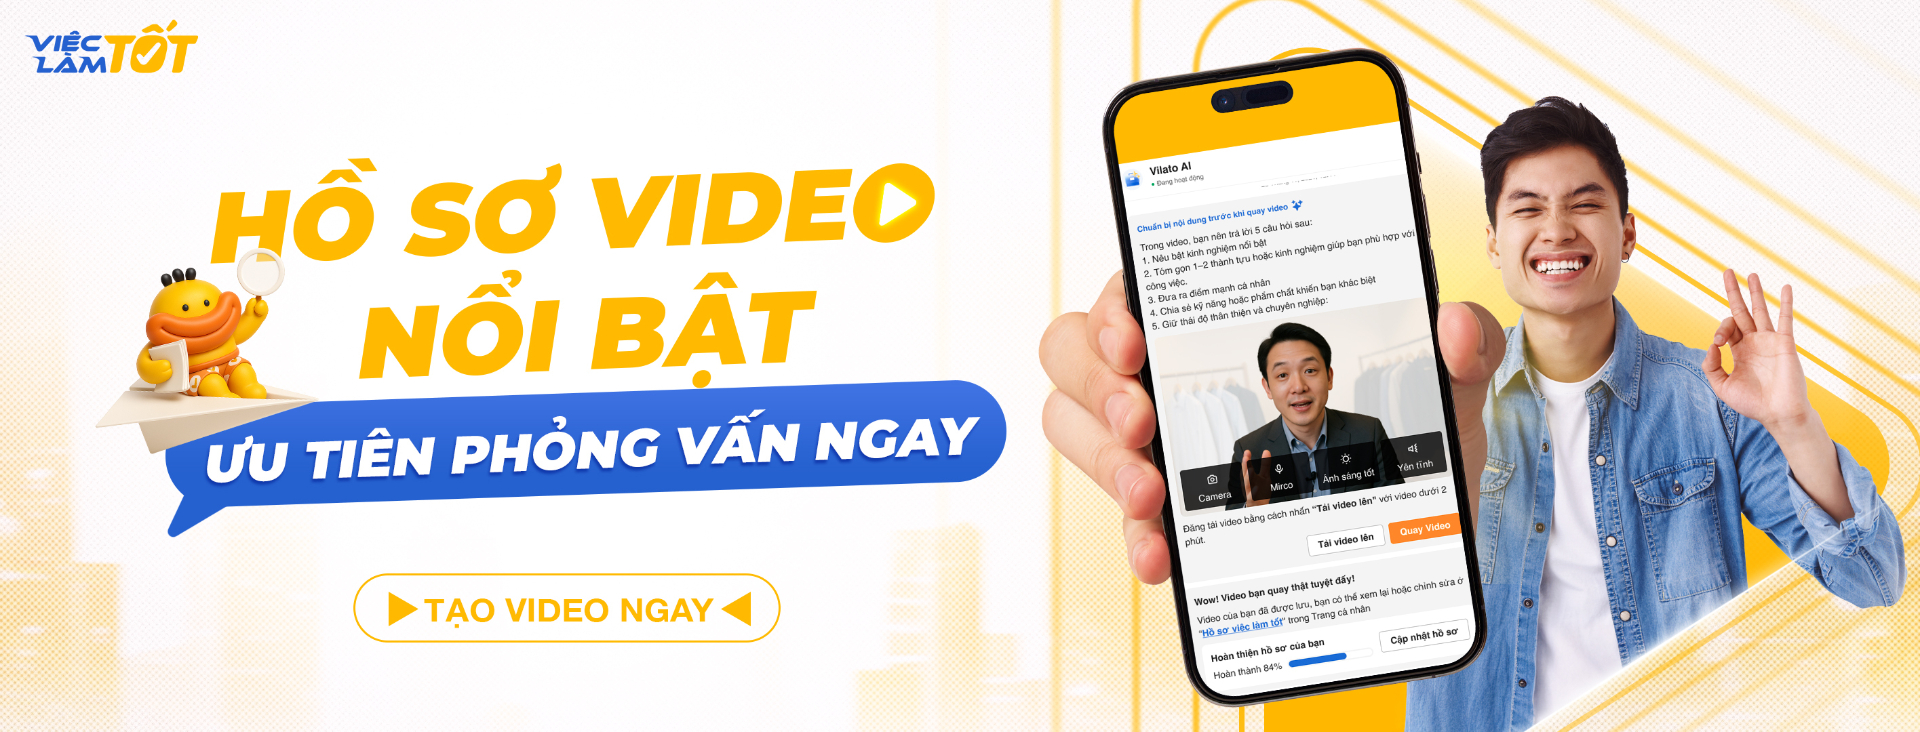 VIỆC
LÀM TỐT
HỒ SƠ VIDEO
NỔI BẬT
ƯU TIÊN PHỎNG VẤN NGAY
TẠO VIDEO NGAY
Vilato AI
Đang hoạt động
Chuẩn bị nội dung trước khi quay video
Trong video, bạn nên trả lời 5 câu hỏi sau:
1. Nêu bật kinh nghiệm nổi bật
2. Tóm gọn 1–2 thành tựu hoặc kinh nghiệm giúp bạn phù hợp với
công việc.
3. Đưa ra điểm mạnh cá nhân
4. Chia sẻ kỹ năng hoặc phẩm chất khiến bạn khác biệt
5. Giữ thái độ thân thiện và chuyên nghiệp:
Camera
Mirco
Ánh sáng tốt
Yên tĩnh
Đăng tải video bằng cách nhấn “Tải video lên” với video dưới 2
phút.
Tải video lên
Quay Video
Wow! Video bạn quay thật tuyệt đấy!
Video của bạn đã được lưu, bạn có thể xem lại hoặc chỉnh sửa ở
"Hồ sơ việc làm tốt" trong Trang cá nhân
Hoàn thiện hồ sơ của bạn
Hoàn thành 84%
Cập nhật hồ sơ